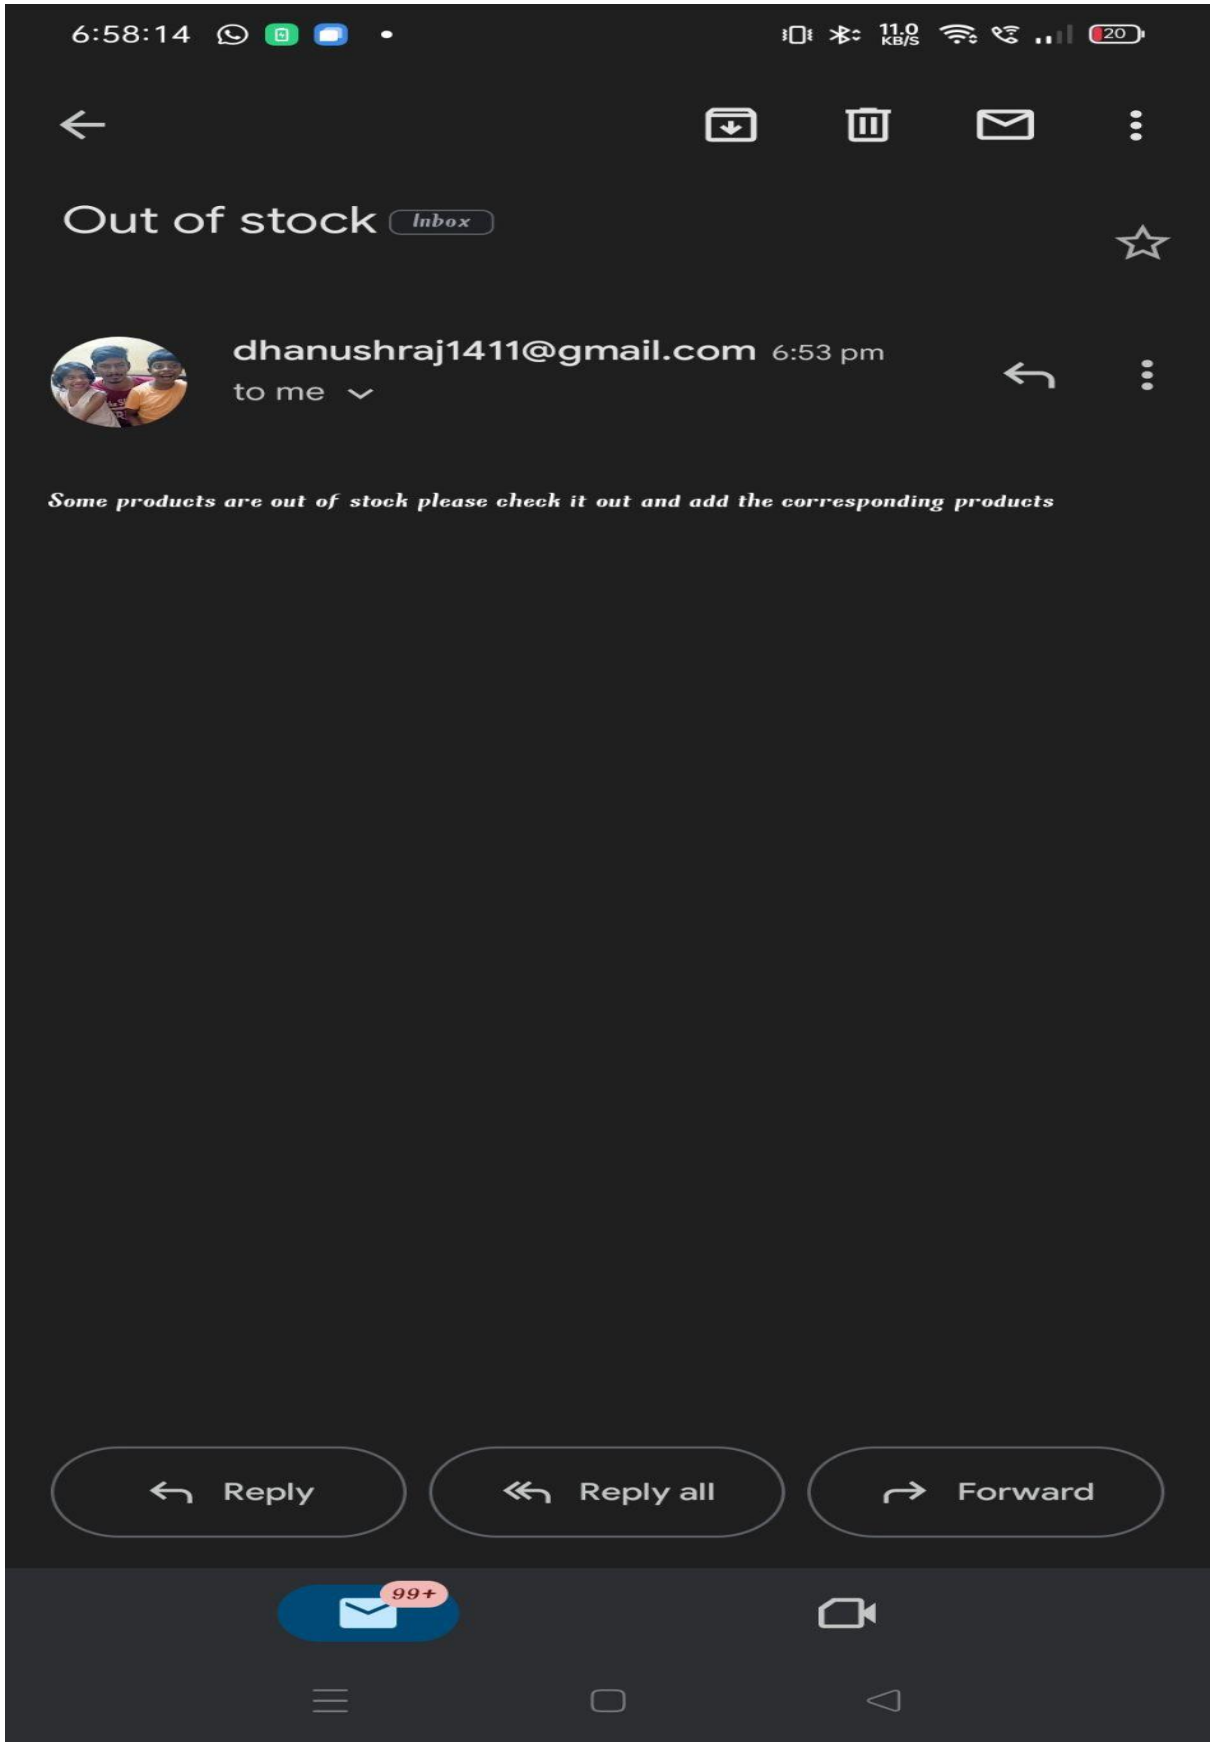 6:58:14 11.0 KB/S 20
Out of stock Inbox
dhanushraj1411@gmail.com 6:53 pm
to me
Some products are out of stock please check it out and add the corresponding products
Reply Reply all Forward
99+